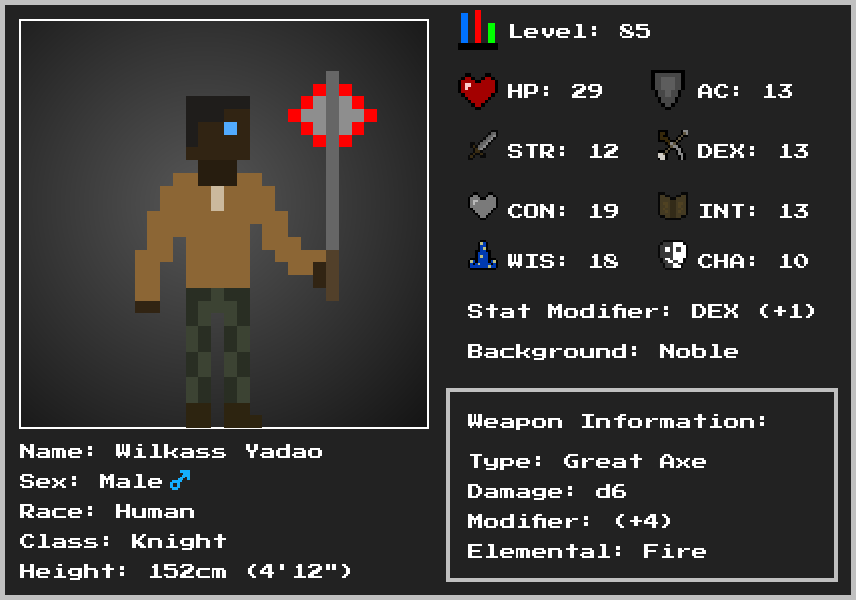 Level: 85
HP: 29
AC: 13
STR: 12
DEX: 13
CON: 19
INT: 13
WIS: 18
CHA: 10
Stat Modifier: DEX (+1)
Background: Noble
Weapon Information:
Type: Great Axe
Damage: d6
Modifier: (+4)
Elemental: Fire
Name: Wilkass Yadao
Sex: Male♂
Race: Human
Class: Knight
Height: 152cm (4'12")